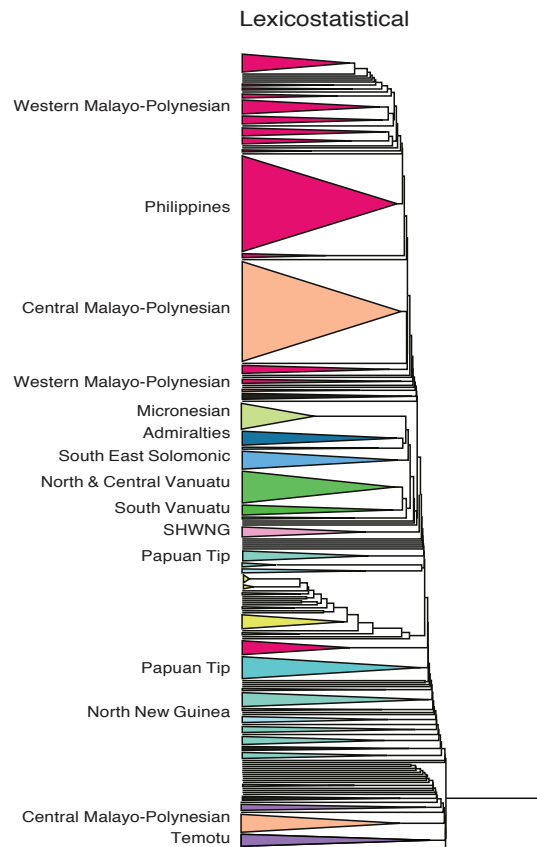 Lexicostatistical
Western Malayo-Polynesian
Philippines
Central Malayo-Polynesian
Western Malayo-Polynesian
Micronesian
Admiralties
South East Solomonic
North & Central Vanuatu
South Vanuatu
SHWNG
Papuan Tip
Papuan Tip
North New Guinea
Central Malayo-Polynesian
Temotu